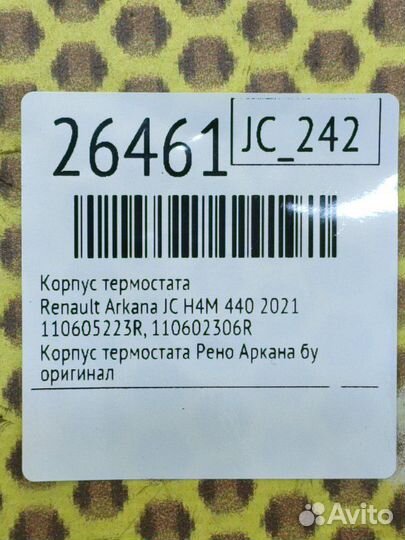 26461
JC_242
Корпус термостата
Renault Arkana JC H4M 440 2021
110605223R, 110602306R
Корпус термостата Рено Аркана бу
оригинал
Avito